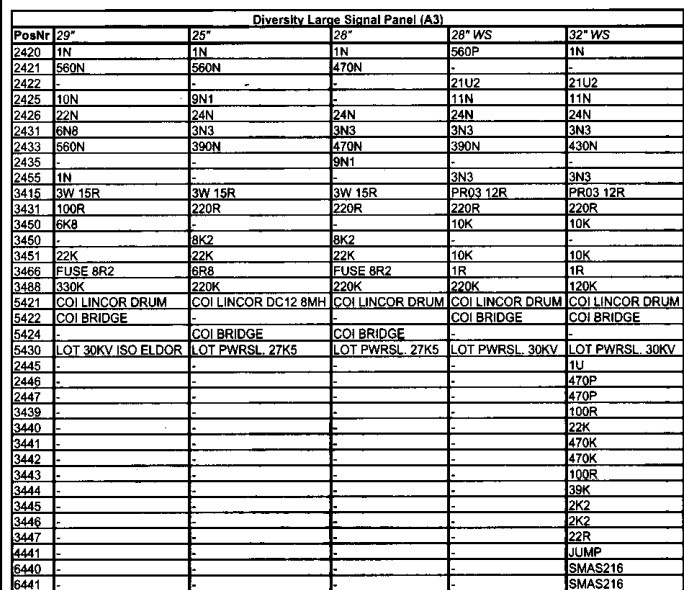 Diversity Large Signal Panel (A3)
PosNr 29" 25" 28" 28" WS 32" WS
2420 1N 1N 1N 560P 1N
2421 560N 560N 470N - -
2422 - - - 21U2 21U2
2425 10N 9N1 - 11N 11N
2426 22N 24N 24N 24N 24N
2431 6N8 3N3 3N3 3N3 3N3
2433 560N 390N 470N 390N 430N
2435 - - 9N1 - -
2455 1N - - 3N3 3N3
3415 3W 15R 3W 15R 3W 15R PR03 12R PR03 12R
3431 100R 220R 220R 220R 220R
3450 6K8 - - 10K 10K
3450 - 8K2 8K2 - -
3451 22K 22K 22K 10K 10K
3466 FUSE 8R2 6R8 FUSE 8R2 1R 1R
3488 330K 220K 220K 220K 120K
5421 COI LINCOR DRUM COI LINCOR DC12 8MH COI LINCOR DRUM COI LINCOR DRUM COI LINCOR DRUM
5422 COI BRIDGE - - COI BRIDGE COI BRIDGE
5424 - COI BRIDGE COI BRIDGE - -
5430 LOT 30KV ISO ELDOR LOT PWRSL. 27K5 LOT PWRSL. 27K5 LOT PWRSL. 30KV LOT PWRSL. 30KV
2445 - - - - 1U
2446 - - - - 470P
2447 - - - - 470P
3439 - - - - 100R
3440 - - - - 22K
3441 - - - - 470K
3442 - - - - 470K
3443 - - - - 100R
3444 - - - - 39K
3445 - - - - 2K2
3446 - - - - 2K2
3447 - - - - 22R
4441 - - - - JUMP
6440 - - - - SMAS216
6441 - - - - SMAS216